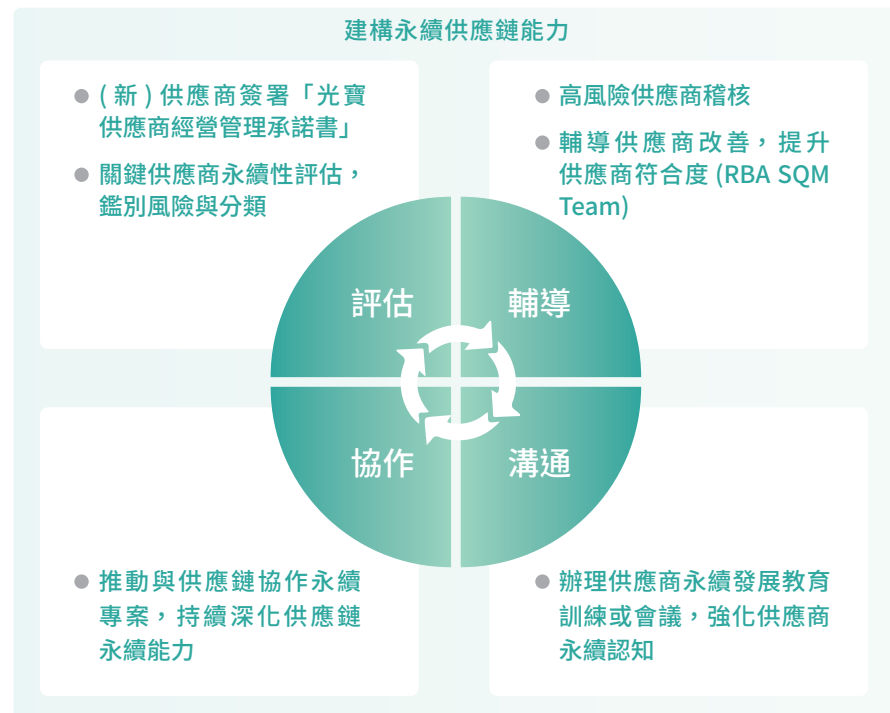 建構永續供應鏈能力
● ( 新 ) 供應商簽署「光寶
供應商經營管理承諾書」
● 關鍵供應商永續性評估，
鑑別風險與分類
● 高風險供應商稽核
● 輔導供應商改善，提升
供應商符合度 (RBA SQM
Team)
評估
輔導
協作
溝通
● 推動與供應鏈協作永續
專案，持續深化供應鏈
永續能力
● 辦理供應商永續發展教育
訓練或會議，強化供應商
永續認知